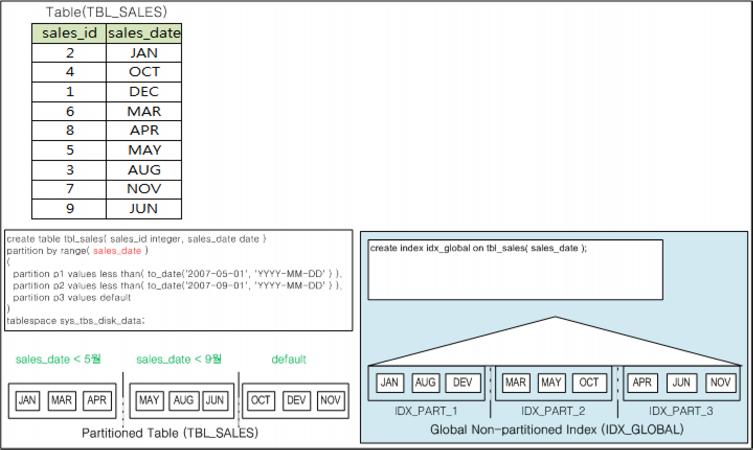 Table(TBL_SALES)
sales_id sales_date
2 JAN
4 OCT
1 DEC
6 MAR
8 APR
5 MAY
3 AUG
7 NOV
9 JUN
create table tbl_sales( sales_id integer, sales_date date )
partition by range( sales_date )
(
partition p1 values less than( to_date('2007-05-01', 'YYYY-MM-DD' ) ),
partition p2 values less than( to_date('2007-09-01', 'YYYY-MM-DD' ) ),
partition p3 values default
)
tablespace sys_tbs_disk_data;
sales_date < 5월 sales_date < 9월 default
JAN MAR APR MAY AUG JUN OCT DEV NOV
Partitioned Table (TBL_SALES)
create index idx_global on tbl_sales( sales_date );
JAN AUG DEV MAR MAY OCT APR JUN NOV
IDX_PART_1 IDX_PART_2 IDX_PART_3
Global Non-partitioned Index (IDX_GLOBAL)